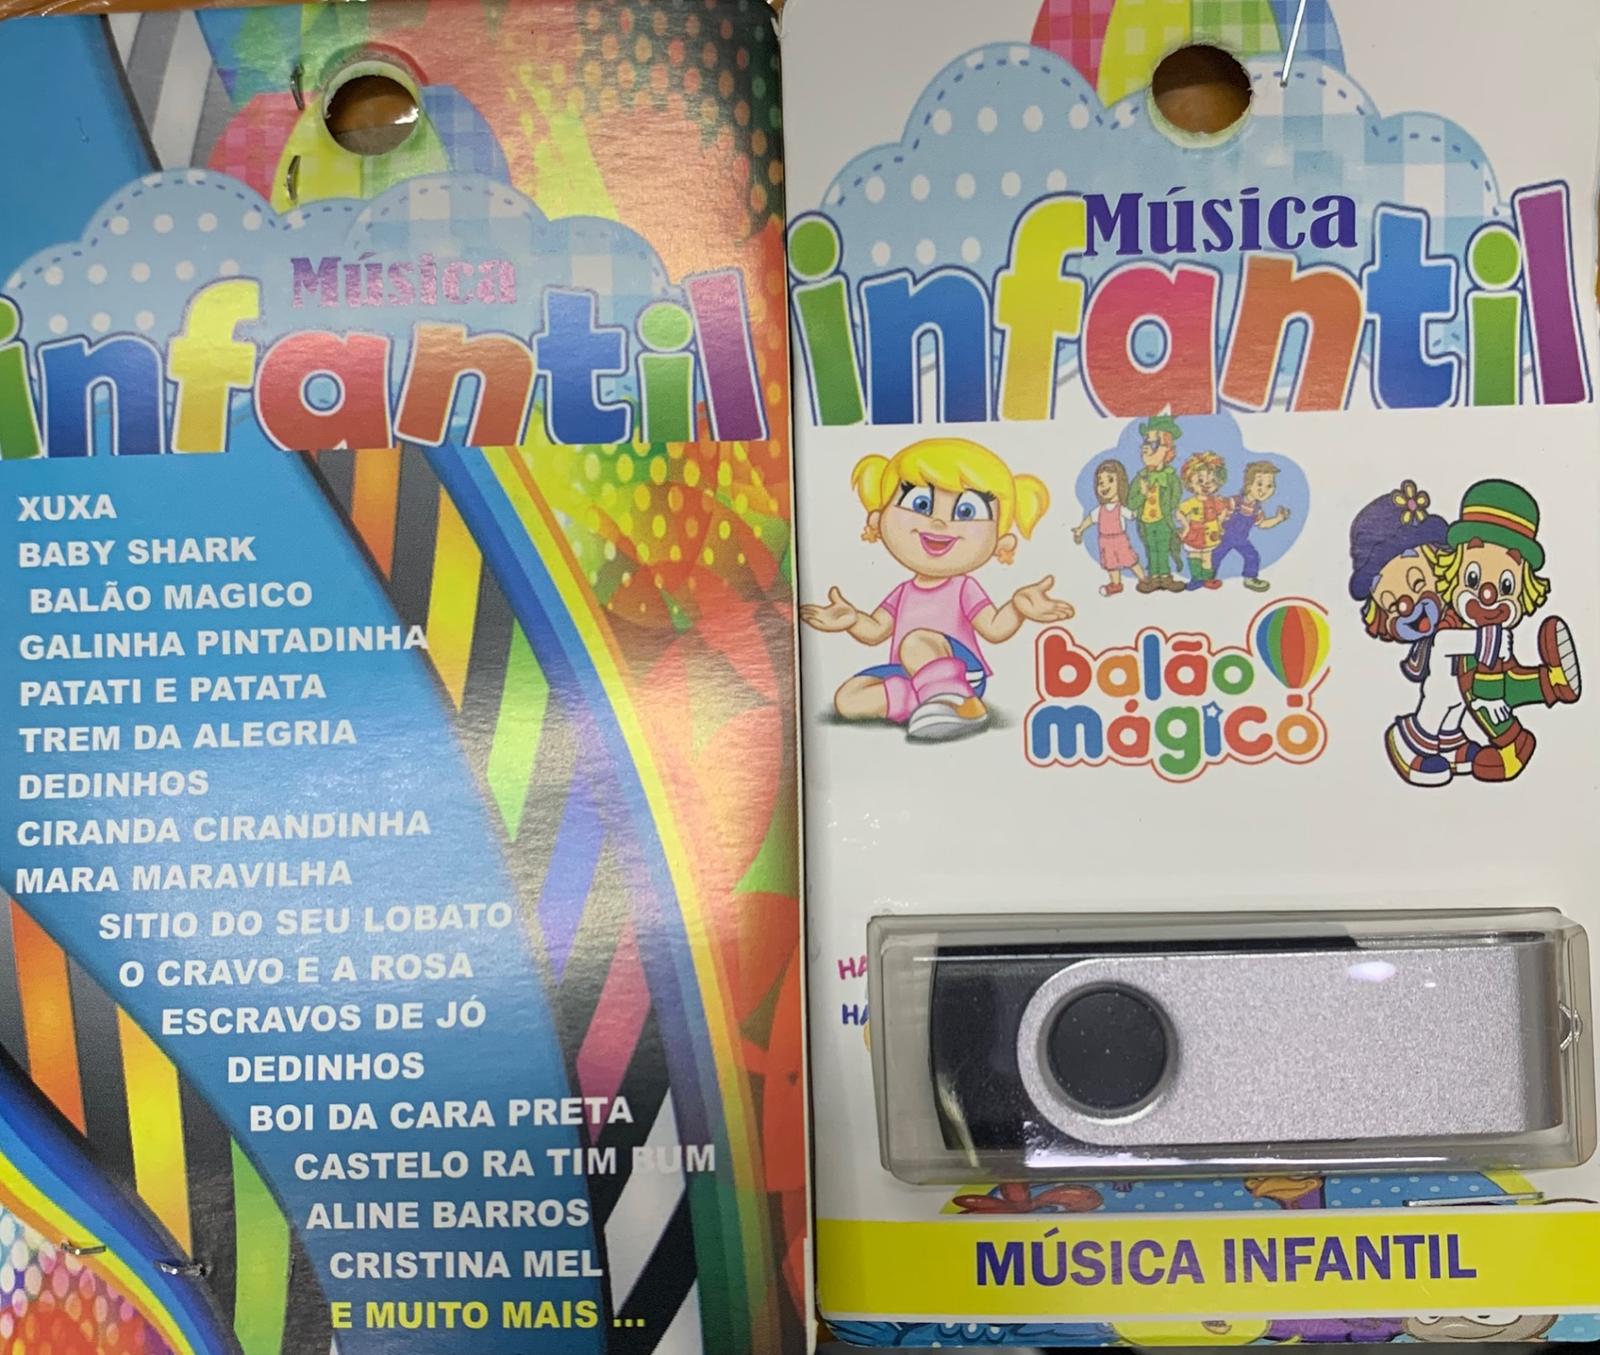 Música
infantil
XUXA
BABY SHARK
BALÃO MAGICO
GALINHA PINTADINHA
PATATI E PATATA
TREM DA ALEGRIA
DEDINHOS
CIRANDA CIRANDINHA
MARA MARAVILHA
SITIO DO SEU LOBATO
O CRAVO E A ROSA
ESCRAVOS DE JÓ
DEDINHOS
BOI DA CARA PRETA
CASTELO RA TIM BUM
ALINE BARROS
CRISTINA MEL
E MUITO MAIS ...
Música
infantil
balão
mágico
MÚSICA INFANTIL